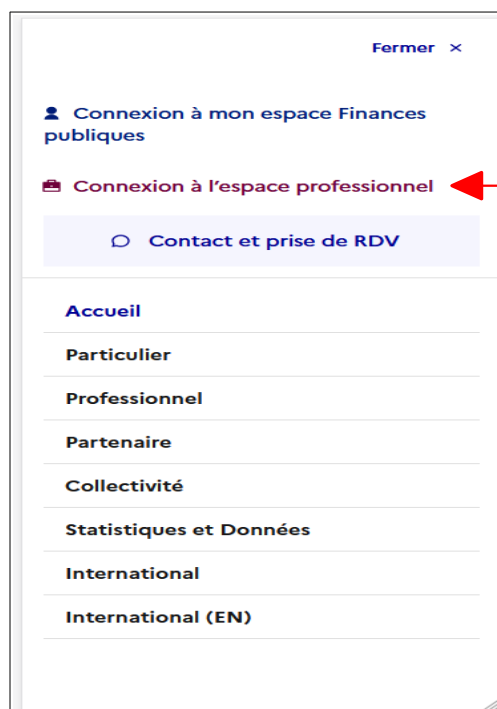 Fermer ×
Connexion à mon espace Finances
publiques
Connexion à l’espace professionnel
Contact et prise de RDV
Accueil
Particulier
Professionnel
Partenaire
Collectivité
Statistiques et Données
International
International (EN)